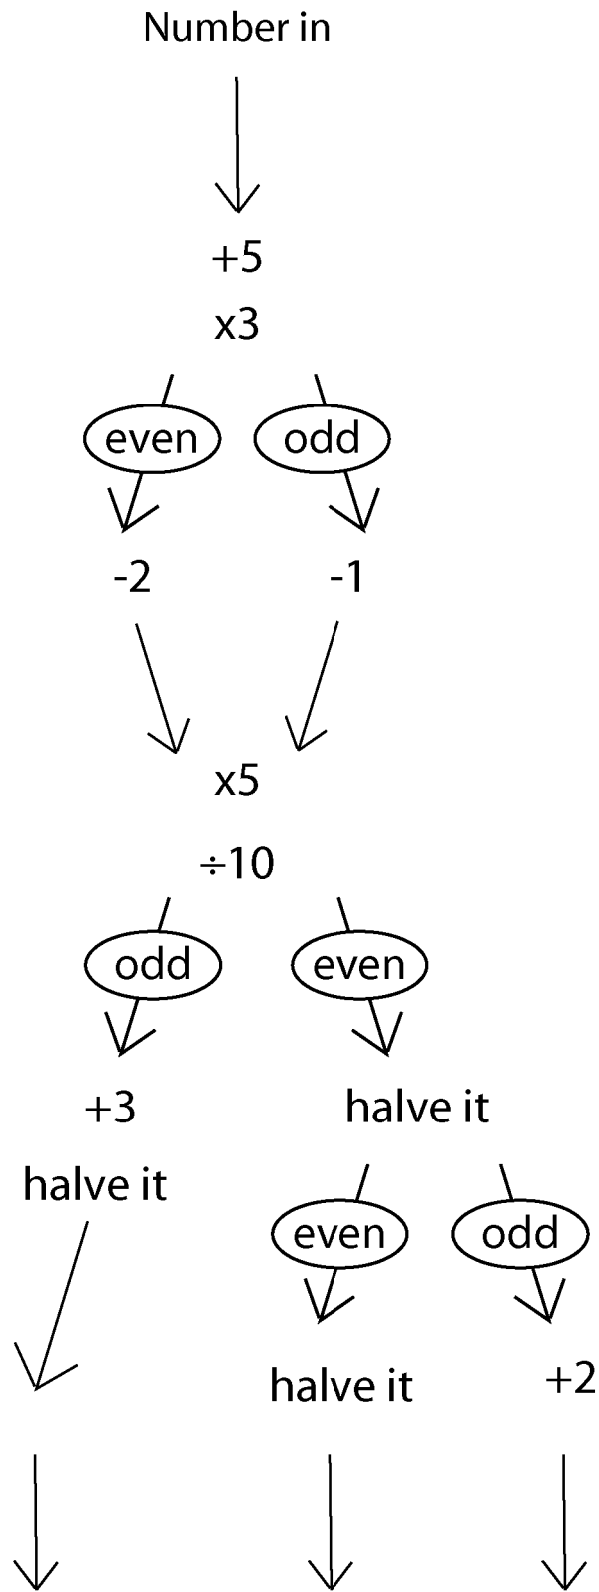 Number in
+5
x3
even odd
-2 -1
x5
÷10
odd even
+3 halve it
halve it
even odd
halve it +2